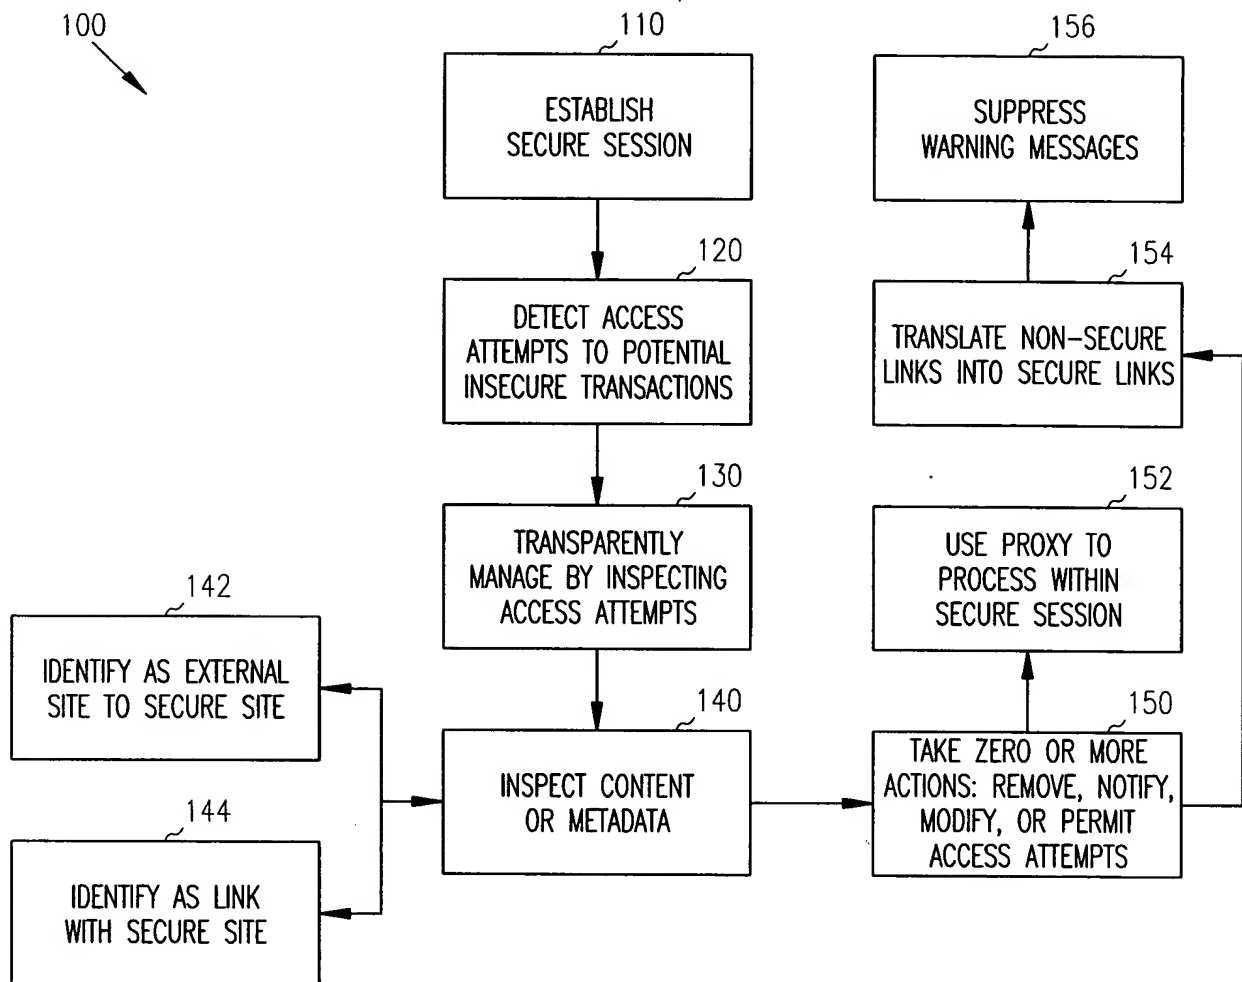 100
110
ESTABLISH
SECURE SESSION
120
DETECT ACCESS
ATTEMPTS TO POTENTIAL
INSECURE TRANSACTIONS
130
TRANSPARENTLY
MANAGE BY INSPECTING
ACCESS ATTEMPTS
140
INSPECT CONTENT
OR METADATA
142
IDENTIFY AS EXTERNAL
SITE TO SECURE SITE
144
IDENTIFY AS LINK
WITH SECURE SITE
150
TAKE ZERO OR MORE
ACTIONS: REMOVE, NOTIFY,
MODIFY, OR PERMIT
ACCESS ATTEMPTS
152
USE PROXY TO
PROCESS WITHIN
SECURE SESSION
154
TRANSLATE NON-SECURE
LINKS INTO SECURE LINKS
156
SUPPRESS
WARNING MESSAGES